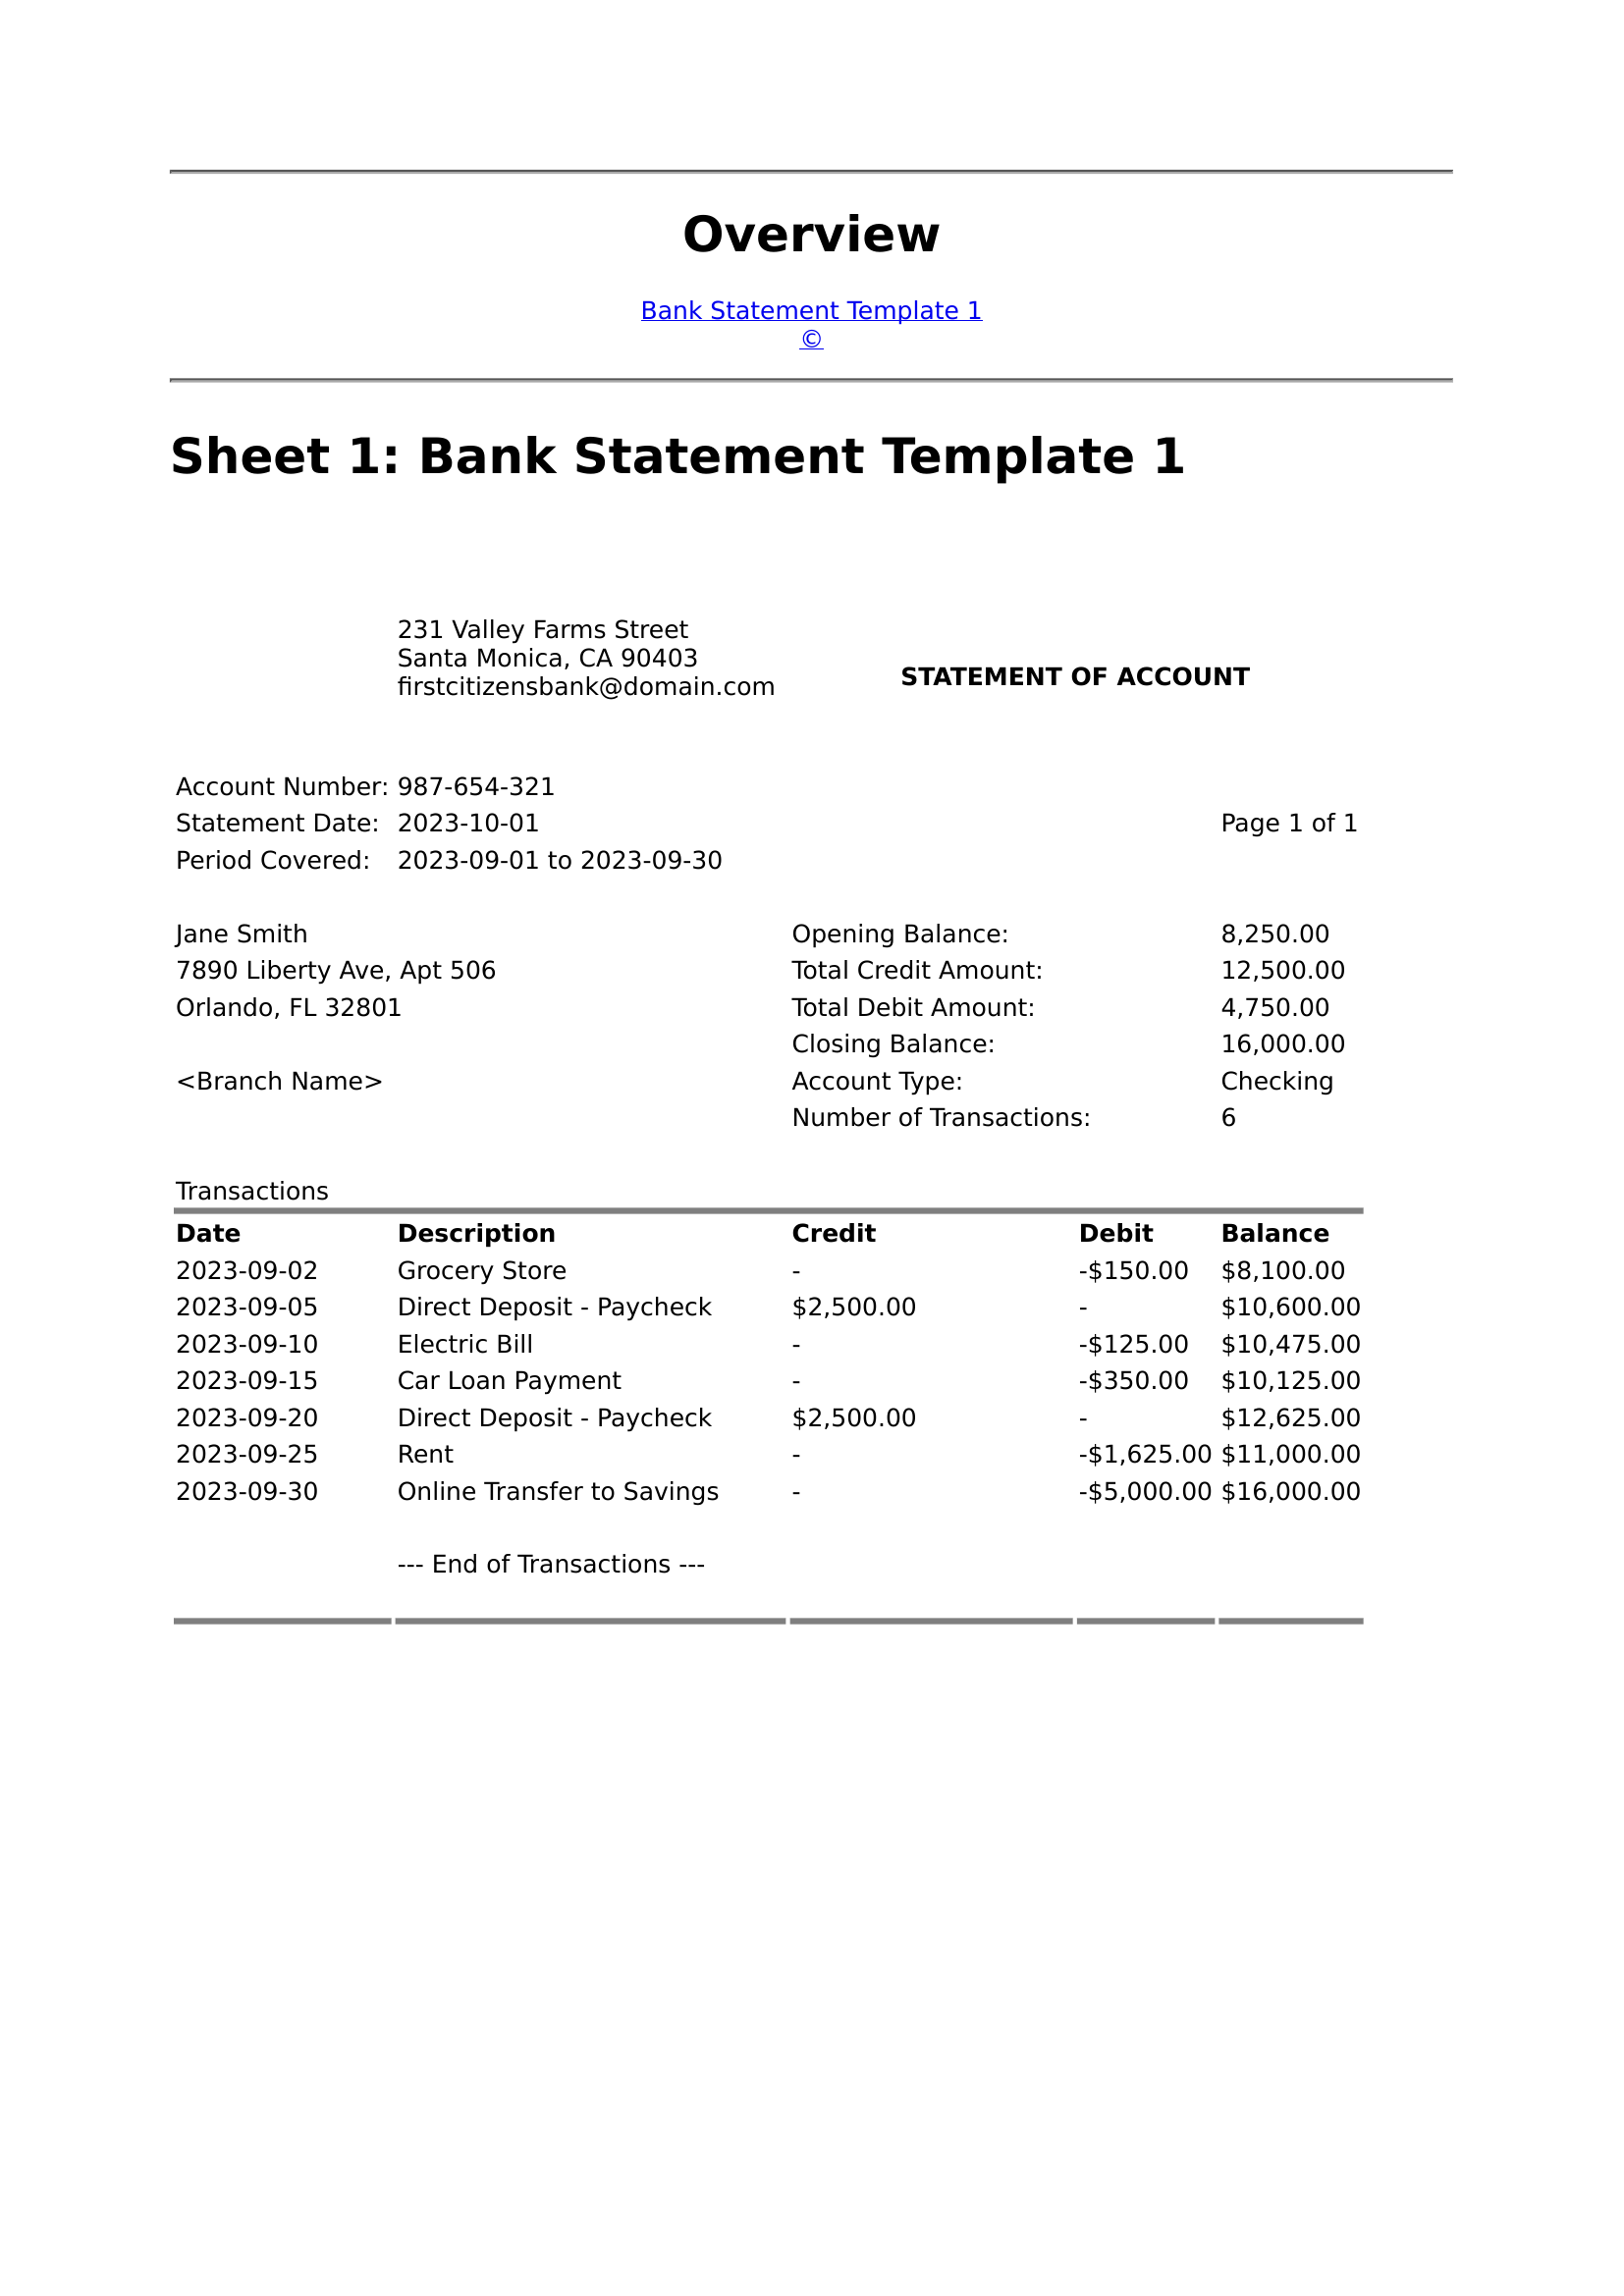 Overview
Bank Statement Template 1
©
Sheet 1: Bank Statement Template 1
231 Valley Farms Street
Santa Monica, CA 90403
firstcitizensbank@domain.com
STATEMENT OF ACCOUNT
Account Number: 987-654-321
Statement Date: 2023-10-01 Page 1 of 1
Period Covered: 2023-09-01 to 2023-09-30
Jane Smith Opening Balance: 8,250.00
7890 Liberty Ave, Apt 506 Total Credit Amount: 12,500.00
Orlando, FL 32801 Total Debit Amount: 4,750.00
Closing Balance: 16,000.00
<Branch Name> Account Type: Checking
Number of Transactions: 6
Transactions
Date Description Credit Debit Balance
2023-09-02 Grocery Store - -$150.00 $8,100.00
2023-09-05 Direct Deposit - Paycheck $2,500.00 - $10,600.00
2023-09-10 Electric Bill - -$125.00 $10,475.00
2023-09-15 Car Loan Payment - -$350.00 $10,125.00
2023-09-20 Direct Deposit - Paycheck $2,500.00 - $12,625.00
2023-09-25 Rent - -$1,625.00 $11,000.00
2023-09-30 Online Transfer to Savings - -$5,000.00 $16,000.00
--- End of Transactions ---